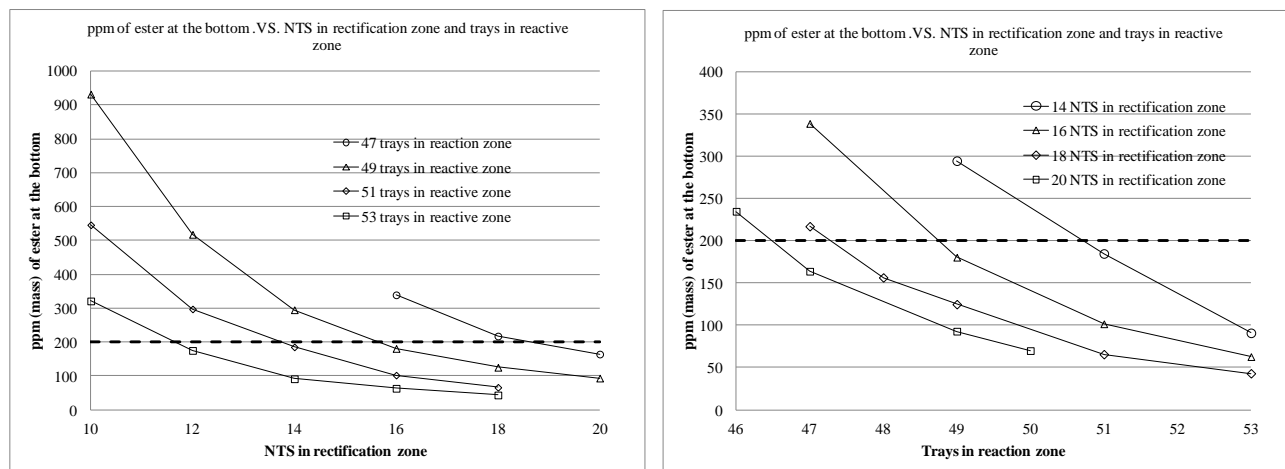 ppm of ester at the bottom .VS. NTS in rectification zone and trays in reactive
zone
ppm (mass) of ester at the bottom
1000
900
800
700
600
500
400
300
200
100
0
47 trays in reaction zone
49 trays in reactive zone
51 trays in reactive zone
53 trays in reactive zone
10 12 14 16 18 20
NTS in rectification zone
ppm of ester at the bottom .VS. NTS in rectification zone and trays in reactive
zone
ppm (mass) of ester at the bottom
400
350
300
250
200
150
100
50
0
14 NTS in rectification zone
16 NTS in rectification zone
18 NTS in rectification zone
20 NTS in rectification zone
46 47 48 49 50 51 52 53
Trays in reaction zone